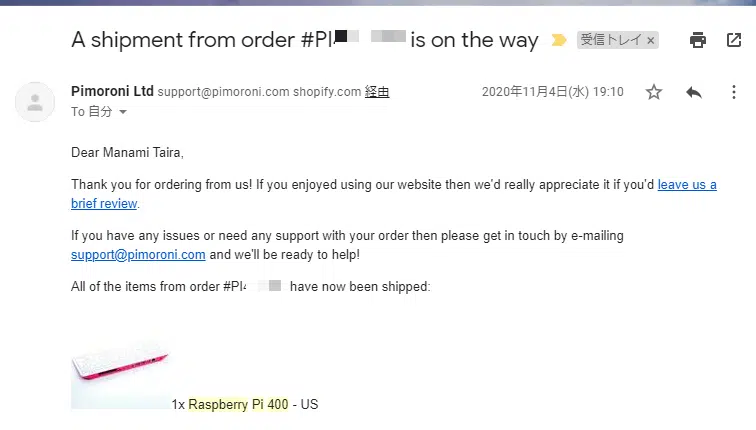 A shipment from order #PI is on the way 受信トレイ ×
Pimoroni Ltd support@pimoroni.com shopify.com 経由 2020年11月4日(水) 19:10
To 自分
Dear Manami Taira,
Thank you for ordering from us! If you enjoyed using our website then we'd really appreciate it if you'd leave us a
brief review.
If you have any issues or need any support with your order then please get in touch by e-mailing
support@pimoroni.com and we'll be ready to help!
All of the items from order #PI have now been shipped:
1x Raspberry Pi 400 - US